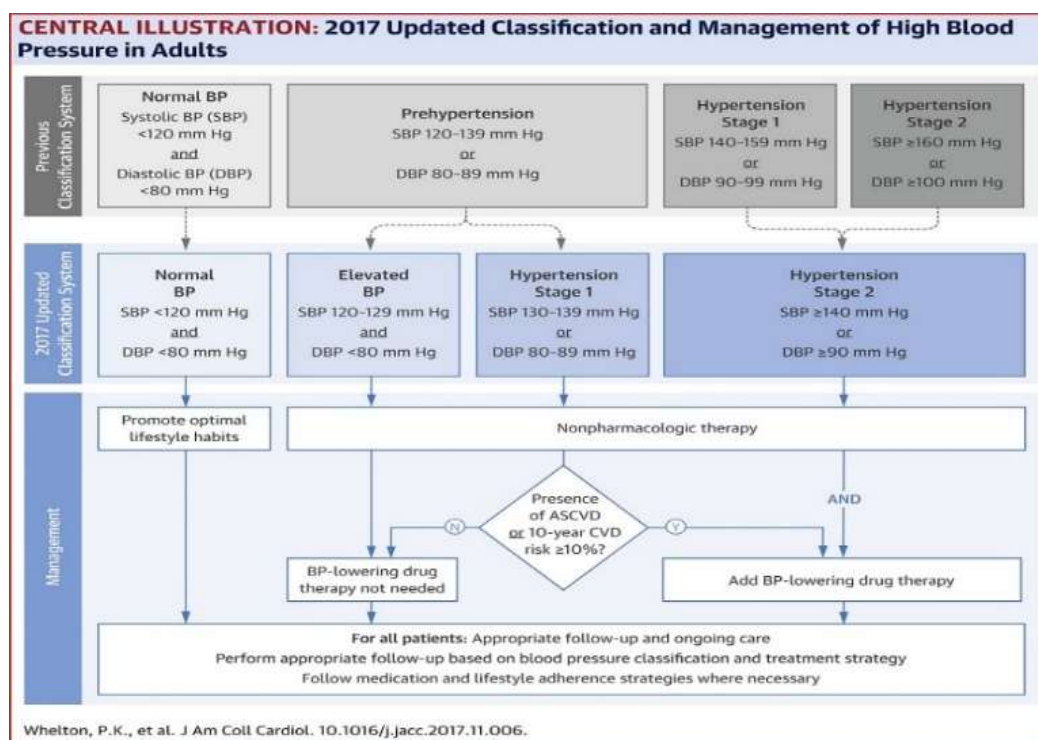 CENTRAL ILLUSTRATION: 2017 Updated Classification and Management of High Blood
Pressure in Adults
Previous
Classification System
Normal BP
Systolic BP (SBP)
<120 mm Hg
and
Diastolic BP (DBP)
<80 mm Hg
Prehypertension
SBP 120–139 mm Hg
or
DBP 80–89 mm Hg
Hypertension
Stage 1
SBP 140–159 mm Hg
or
DBP 90–99 mm Hg
Hypertension
Stage 2
SBP ≥160 mm Hg
or
DBP ≥100 mm Hg
2017 Updated
Classification System
Normal
BP
SBP <120 mm Hg
and
DBP <80 mm Hg
Elevated
BP
SBP 120–129 mm Hg
and
DBP <80 mm Hg
Hypertension
Stage 1
SBP 130–139 mm Hg
or
DBP 80–89 mm Hg
Hypertension
Stage 2
SBP ≥140 mm Hg
or
DBP ≥90 mm Hg
Management
Promote optimal
lifestyle habits
Nonpharmacologic therapy
Presence
of ASCVD
or 10-year CVD
risk ≥10%?
N
Y
AND
BP-lowering drug
therapy not needed
Add BP-lowering drug therapy
For all patients: Appropriate follow-up and ongoing care
Perform appropriate follow-up based on blood pressure classification and treatment strategy
Follow medication and lifestyle adherence strategies where necessary
Whelton, P.K., et al. J Am Coll Cardiol. 10.1016/j.jacc.2017.11.006.